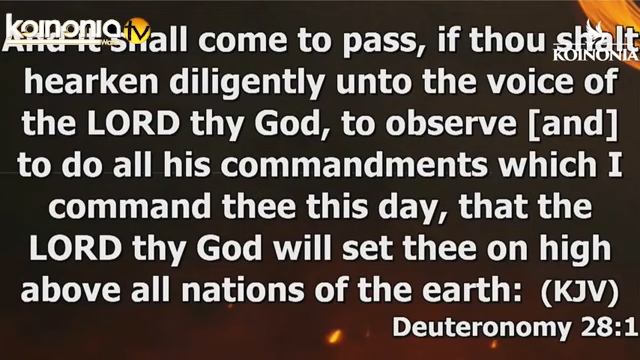 koinonia tv
KOINONIA
And it shall come to pass, if thou shalt
hearken diligently unto the voice of
the LORD thy God, to observe [and]
to do all his commandments which I
command thee this day, that the
LORD thy God will set thee on high
above all nations of the earth: (KJV)
Deuteronomy 28:1